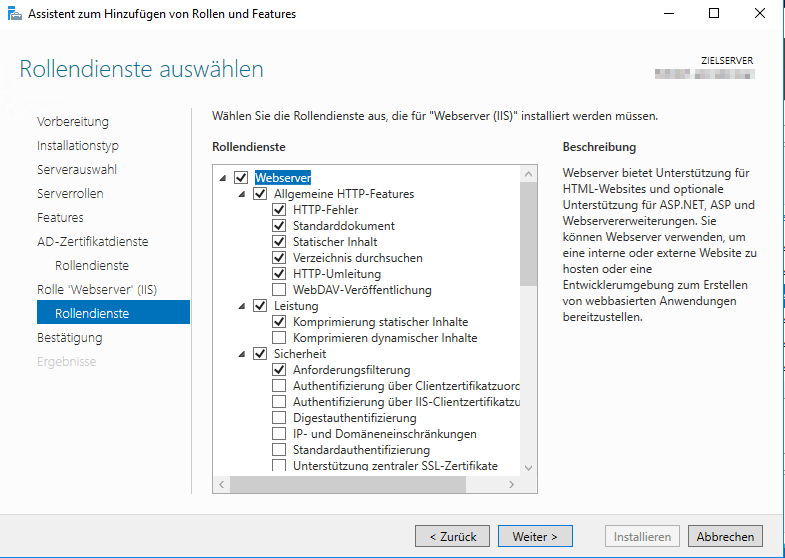 Assistent zum Hinzufügen von Rollen und Features
Rollendienste auswählen
ZIELSERVER
Vorbereitung
Installationstyp
Serverauswahl
Serverrollen
Features
AD-Zertifikatdienste
Rollendienste
Rolle 'Webserver' (IIS)
Rollendienste
Bestätigung
Ergebnisse
Wählen Sie die Rollendienste aus, die für "Webserver (IIS)" installiert werden müssen.
Rollendienste
Webserver
Allgemeine HTTP-Features
HTTP-Fehler
Standarddokument
Statischer Inhalt
Verzeichnis durchsuchen
HTTP-Umleitung
WebDAV-Veröffentlichung
Leistung
Komprimierung statischer Inhalte
Komprimieren dynamischer Inhalte
Sicherheit
Anforderungsfilterung
Authentifizierung über Clientzertifikatzuord
Authentifizierung über IIS-Clientzertifikatzu
Digestauthentifizierung
IP- und Domäneneinschränkungen
Standardauthentifizierung
Unterstützung zentraler SSL-Zertifikate
Beschreibung
Webserver bietet Unterstützung für
HTML-Websites und optionale
Unterstützung für ASP.NET, ASP und
Webservererweiterungen. Sie
können Webserver verwenden, um
eine interne oder externe Website zu
hosten oder eine
Entwicklerumgebung zum Erstellen
von webbasierten Anwendungen
bereitzustellen.
< Zurück
Weiter >
Installieren
Abbrechen